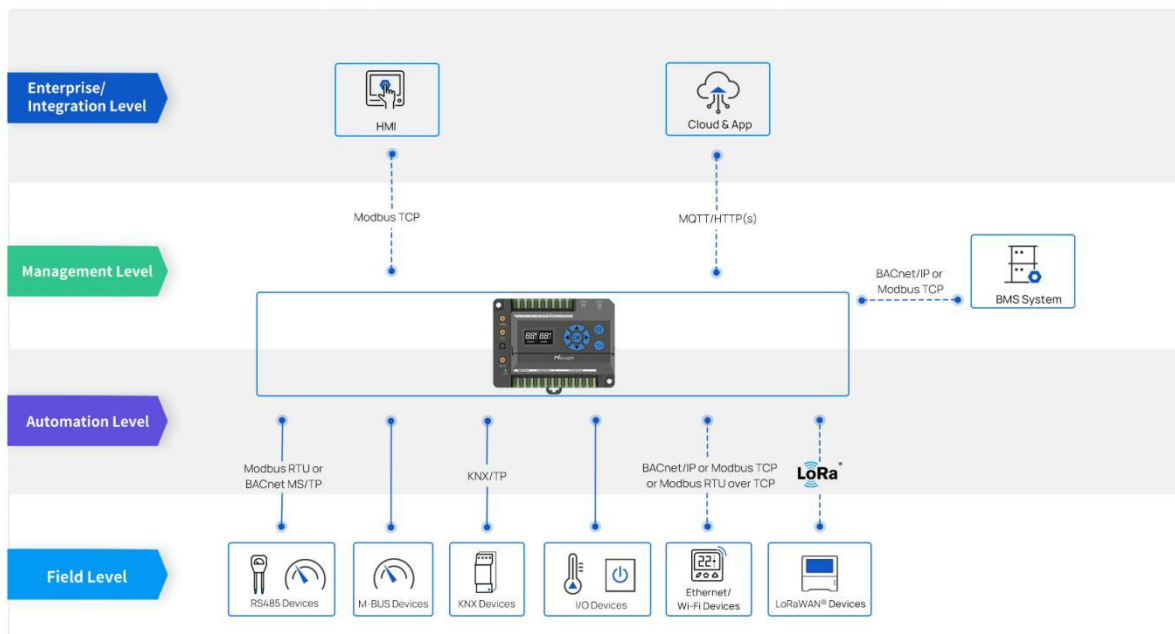 Enterprise/
Integration Level
HMI
Cloud & App
Modbus TCP
MQTT/HTTP(s)
Management Level
BACnet/IP or
Modbus TCP
BMS System
Milesight
Automation Level
Modbus RTU or
BACnet MS/TP
KNX/TP
BACnet/IP or Modbus TCP
or Modbus RTU over TCP
LoRa®
Field Level
RS485 Devices
M-BUS Devices
KNX Devices
I/O Devices
22
Ethernet/
Wi-Fi Devices
LoRaWAN® Devices